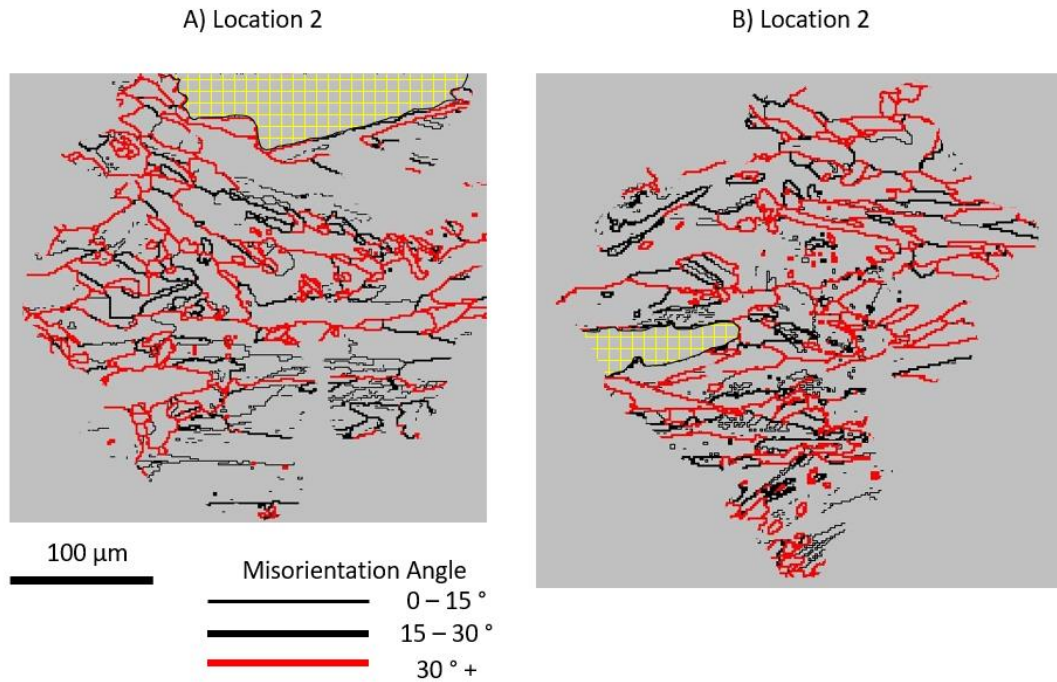 A) Location 2
B) Location 2
100 µm
Misorientation Angle
0 – 15 °
15 – 30 °
30 ° +